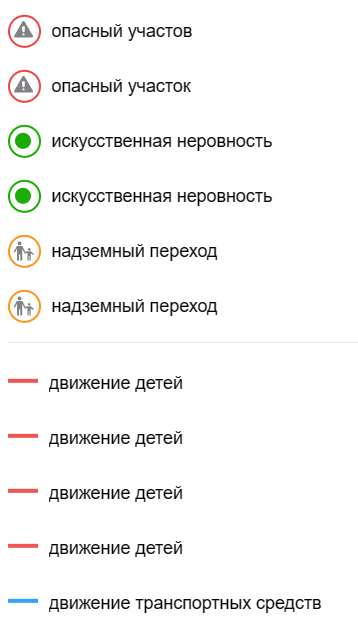 опасный участов
опасный участок
искусственная неровность
искусственная неровность
надземный переход
надземный переход
движение детей
движение детей
движение детей
движение детей
движение транспортных средств